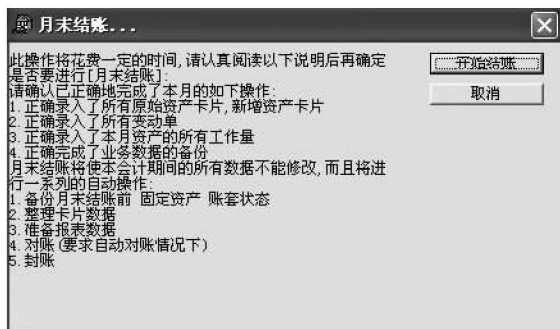 月末结账...
此操作将花费一定的时间,请认真阅读以下说明后再确定
是否要进行[月末结账]:
请确认已正确地完成了本月的如下操作:
1.正确录入了所有原始资产卡片,新增资产卡片
2.正确录入了所有变动单
3.正确录入了本月资产的所有工作量
4.正确完成了业务数据的备份
月末结账将使本会计期间的所有数据不能修改,而且将进
行一系列的自动操作:
1.备份月末结账前 固定资产 账套状态
2.整理卡片数据
3.准备报表数据
4.对账(要求自动对账情况下)
5.封账
开始结账
取消